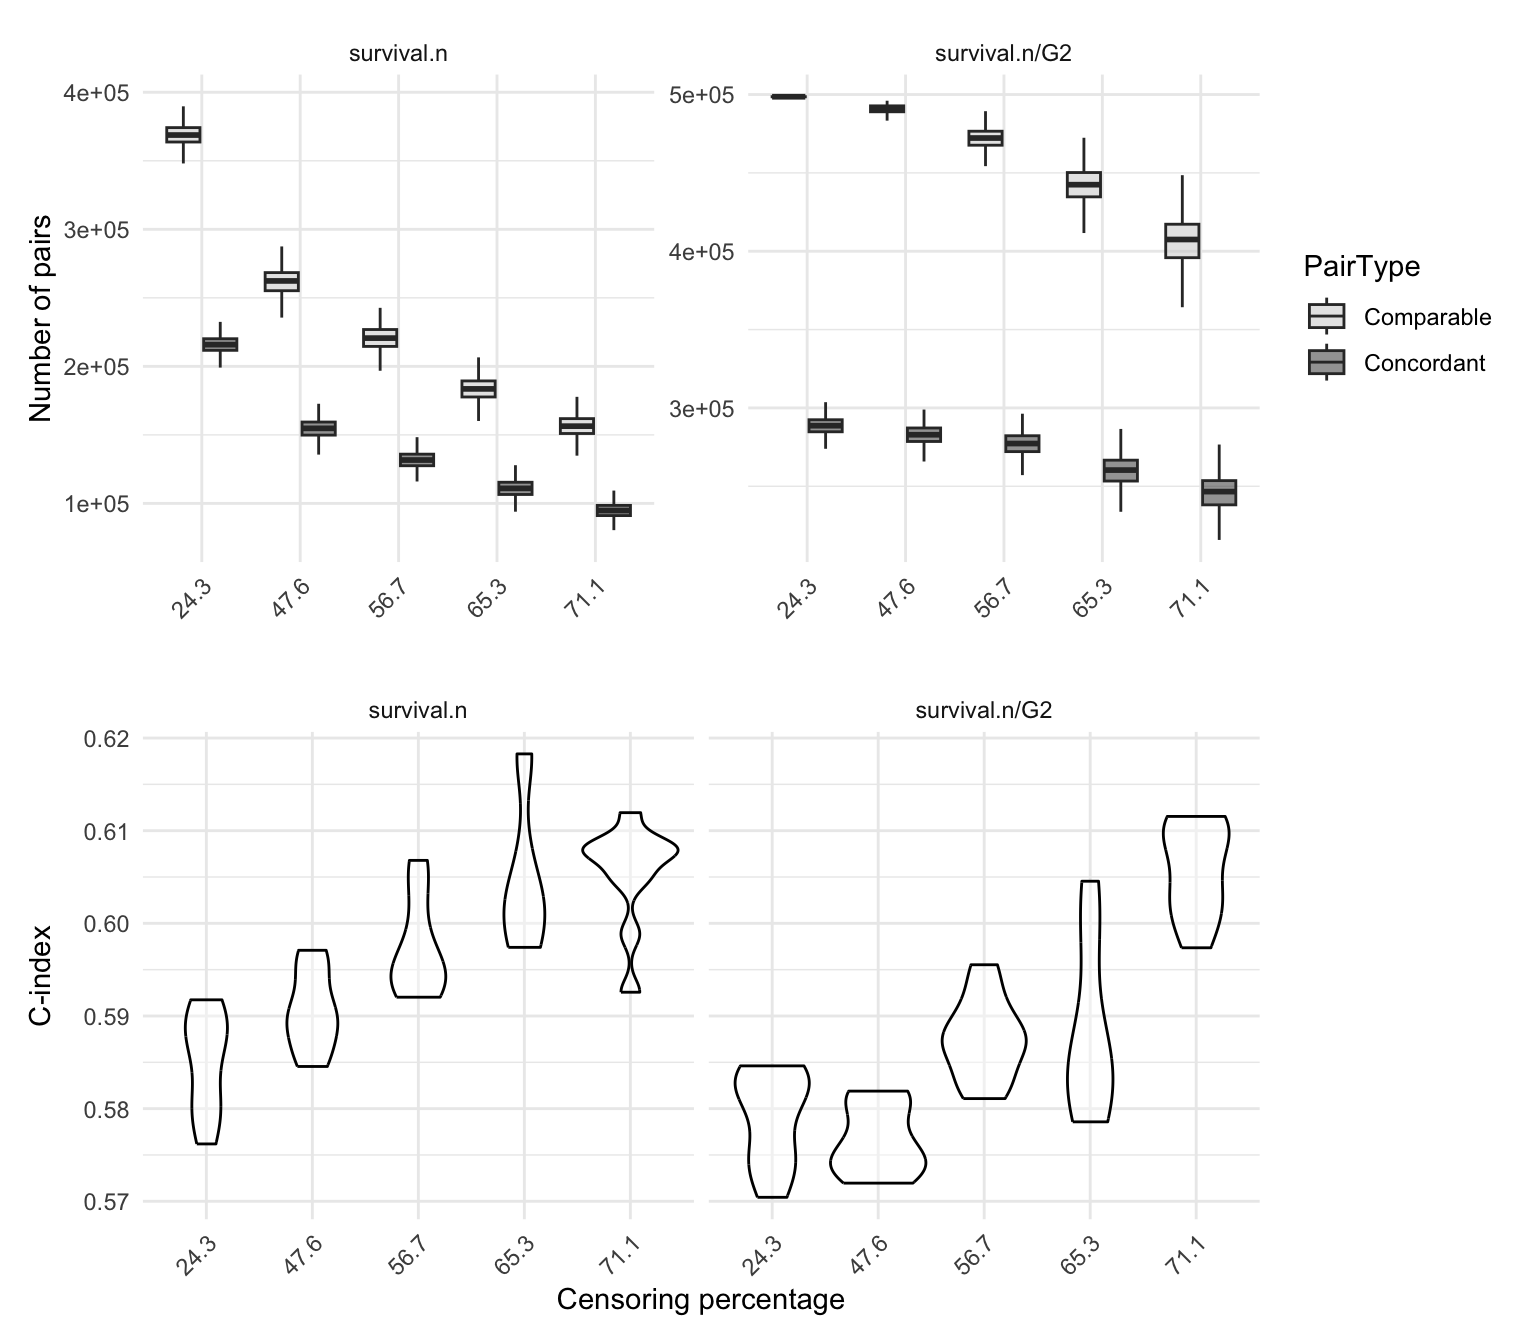 survival.n
survival.n/G2
Number of pairs
4e+05
3e+05
2e+05
1e+05
5e+05
4e+05
3e+05
24.3
47.6
56.7
65.3
71.1
24.3
47.6
56.7
65.3
71.1
PairType
Comparable
Concordant
survival.n
survival.n/G2
C-index
0.62
0.61
0.60
0.59
0.58
0.57
24.3
47.6
56.7
65.3
71.1
24.3
47.6
56.7
65.3
71.1
Censoring percentage